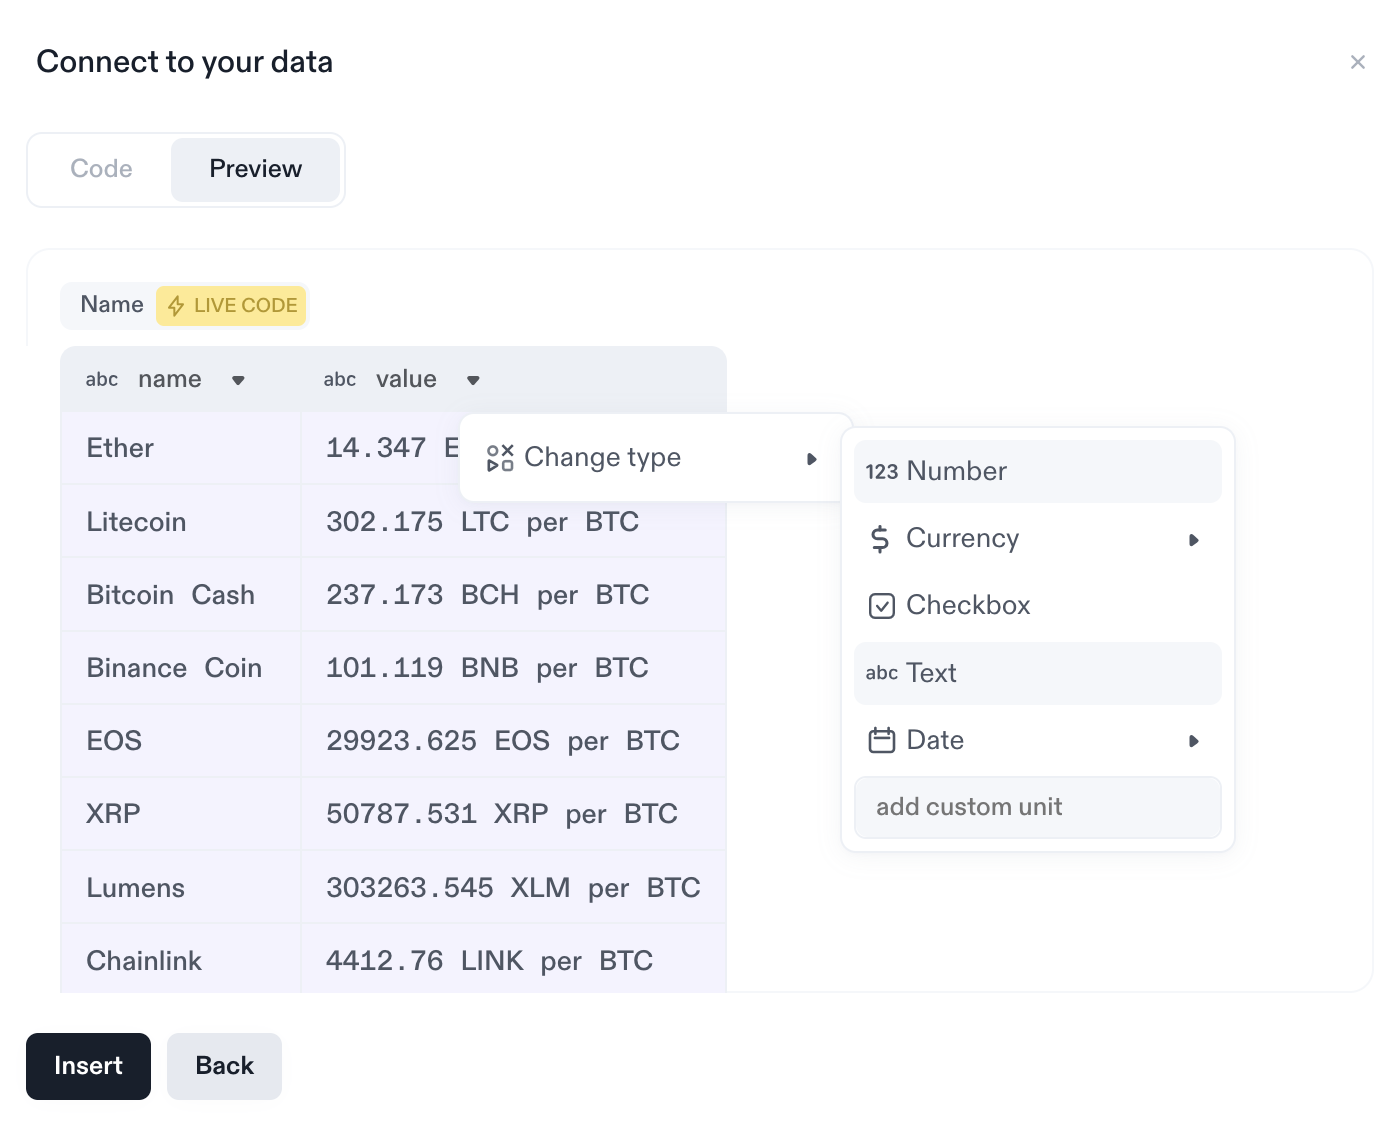 Connect to your data
Code Preview
Name LIVE CODE
abc name abc value
Ether 14.347 E
Change type
Litecoin 302.175 LTC per BTC
Bitcoin Cash 237.173 BCH per BTC
Binance Coin 101.119 BNB per BTC
EOS 29923.625 EOS per BTC
XRP 50787.531 XRP per BTC
Lumens 303263.545 XLM per BTC
Chainlink 4412.76 LINK per BTC
123 Number
$ Currency
Checkbox
abc Text
Date
add custom unit
Insert Back